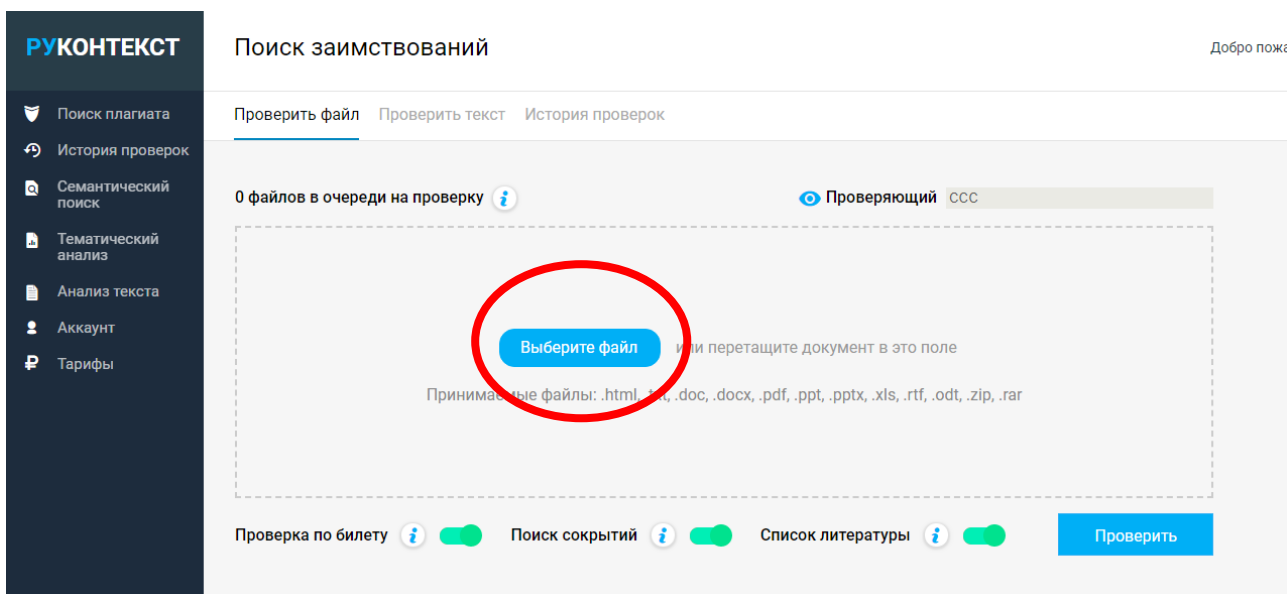 РУКОНТЕКСТ
Поиск плагиата
История проверок
Семантический
поиск
Тематический
анализ
Анализ текста
Аккаунт
Тарифы
Поиск заимствований
Добро
Проверить файл Проверить текст История проверок
0 файлов в очереди на проверку i
Проверяющий ССС
Выберите файл или перетащите документ в это поле
Принимаемые файлы: .html, .txt, .doc, .docx, .pdf, .ppt, .pptx, .xls, .rtf, .odt, .zip, .rar
Проверка по билету i Поиск сокрытий i Список литературы i Проверить